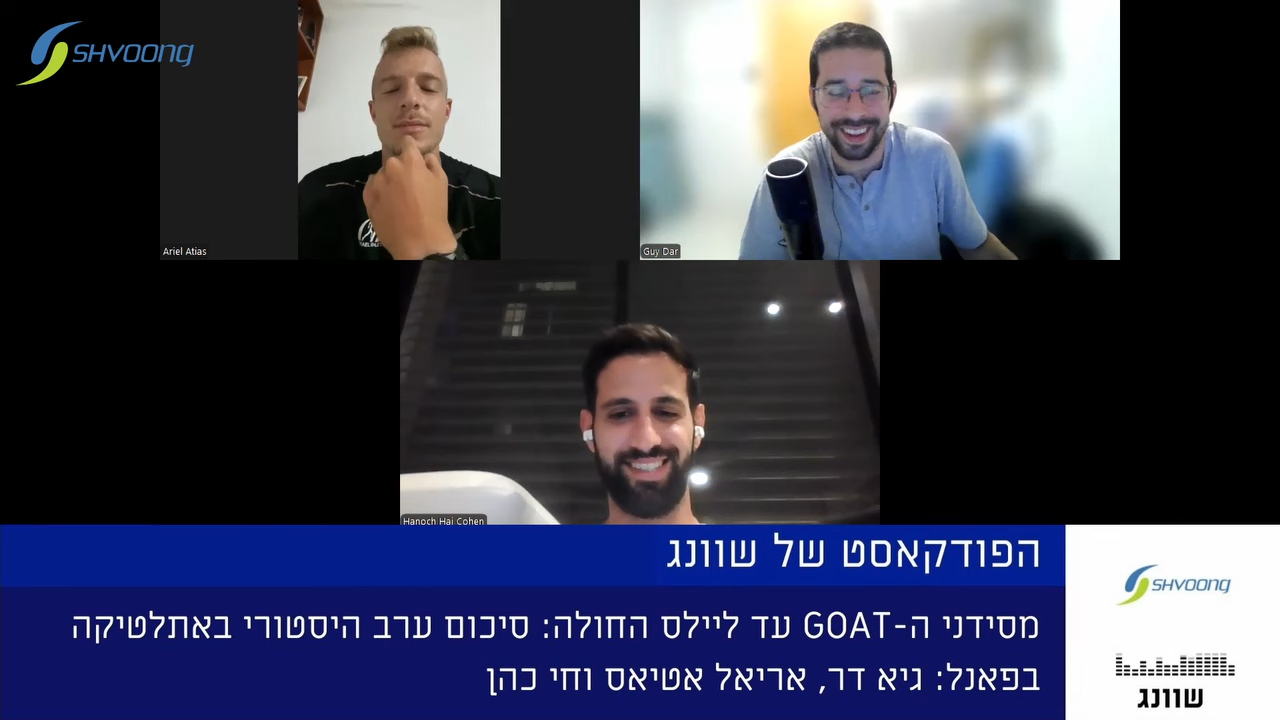 SHVOONG
Ariel Atias
Guy Dar
Hanoch Hai Cohen
הפודקאסט של שוונג
מסידני ה-GOAT עד ליילס החולה: סיכום ערב היסטורי באתלטיקה
בפאנל: גיא דר, אריאל אטיאס וחי כהן
SHVOONG
שוונג